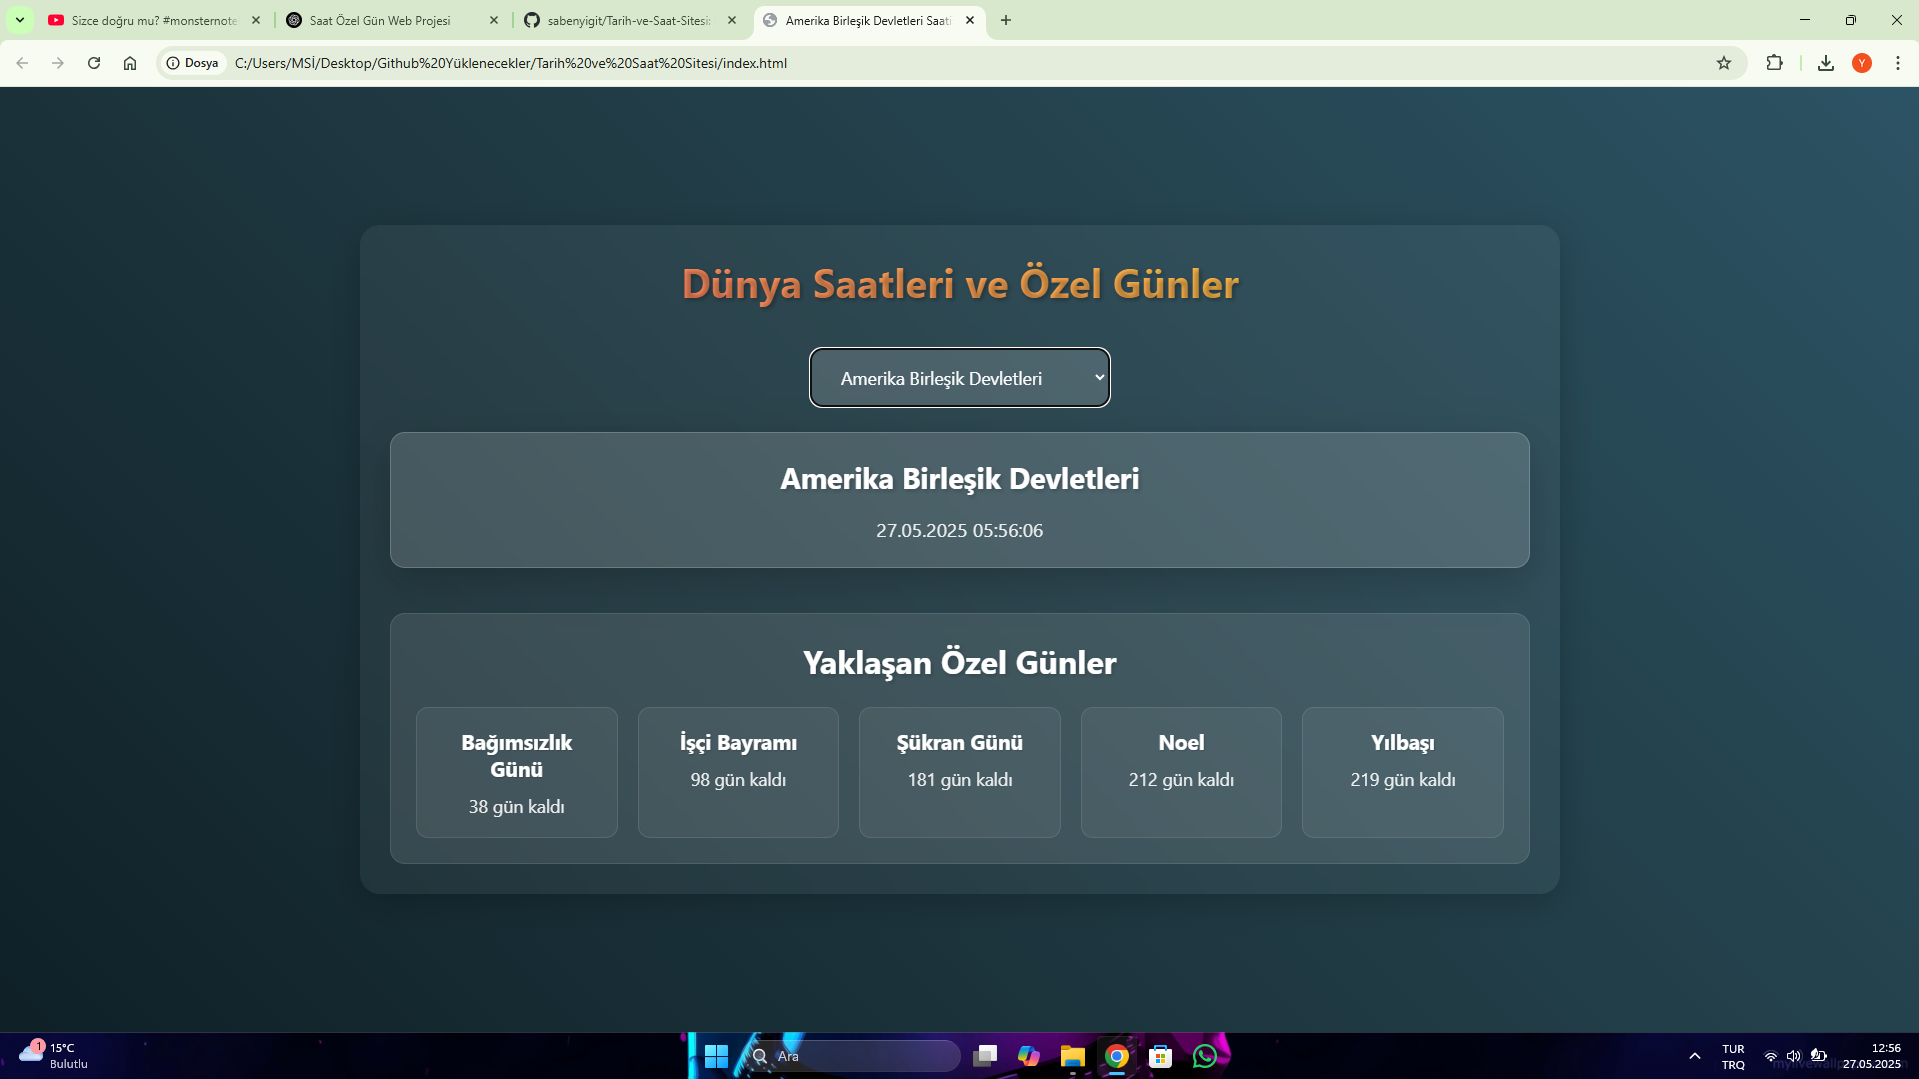 Sizce doğru mu? #monsternote
Saat Özel Gün Web Projesi
sabenyigit/Tarih-ve-Saat-Sitesi:
Amerika Birleşik Devletleri Saati
Dosya
C:/Users/MSİ/Desktop/Github%20Yüklenecekler/Tarih%20ve%20Saat%20Sitesi/index.html
Y
Dünya Saatleri ve Özel Günler
Amerika Birleşik Devletleri
Amerika Birleşik Devletleri
27.05.2025 05:56:06
Yaklaşan Özel Günler
Bağımsızlık
Günü
38 gün kaldı
İşçi Bayramı
98 gün kaldı
Şükran Günü
181 gün kaldı
Noel
212 gün kaldı
Yılbaşı
219 gün kaldı
1
15°C
Bulutlu
Ara
TUR
TRQ
12:56
27.05.2025